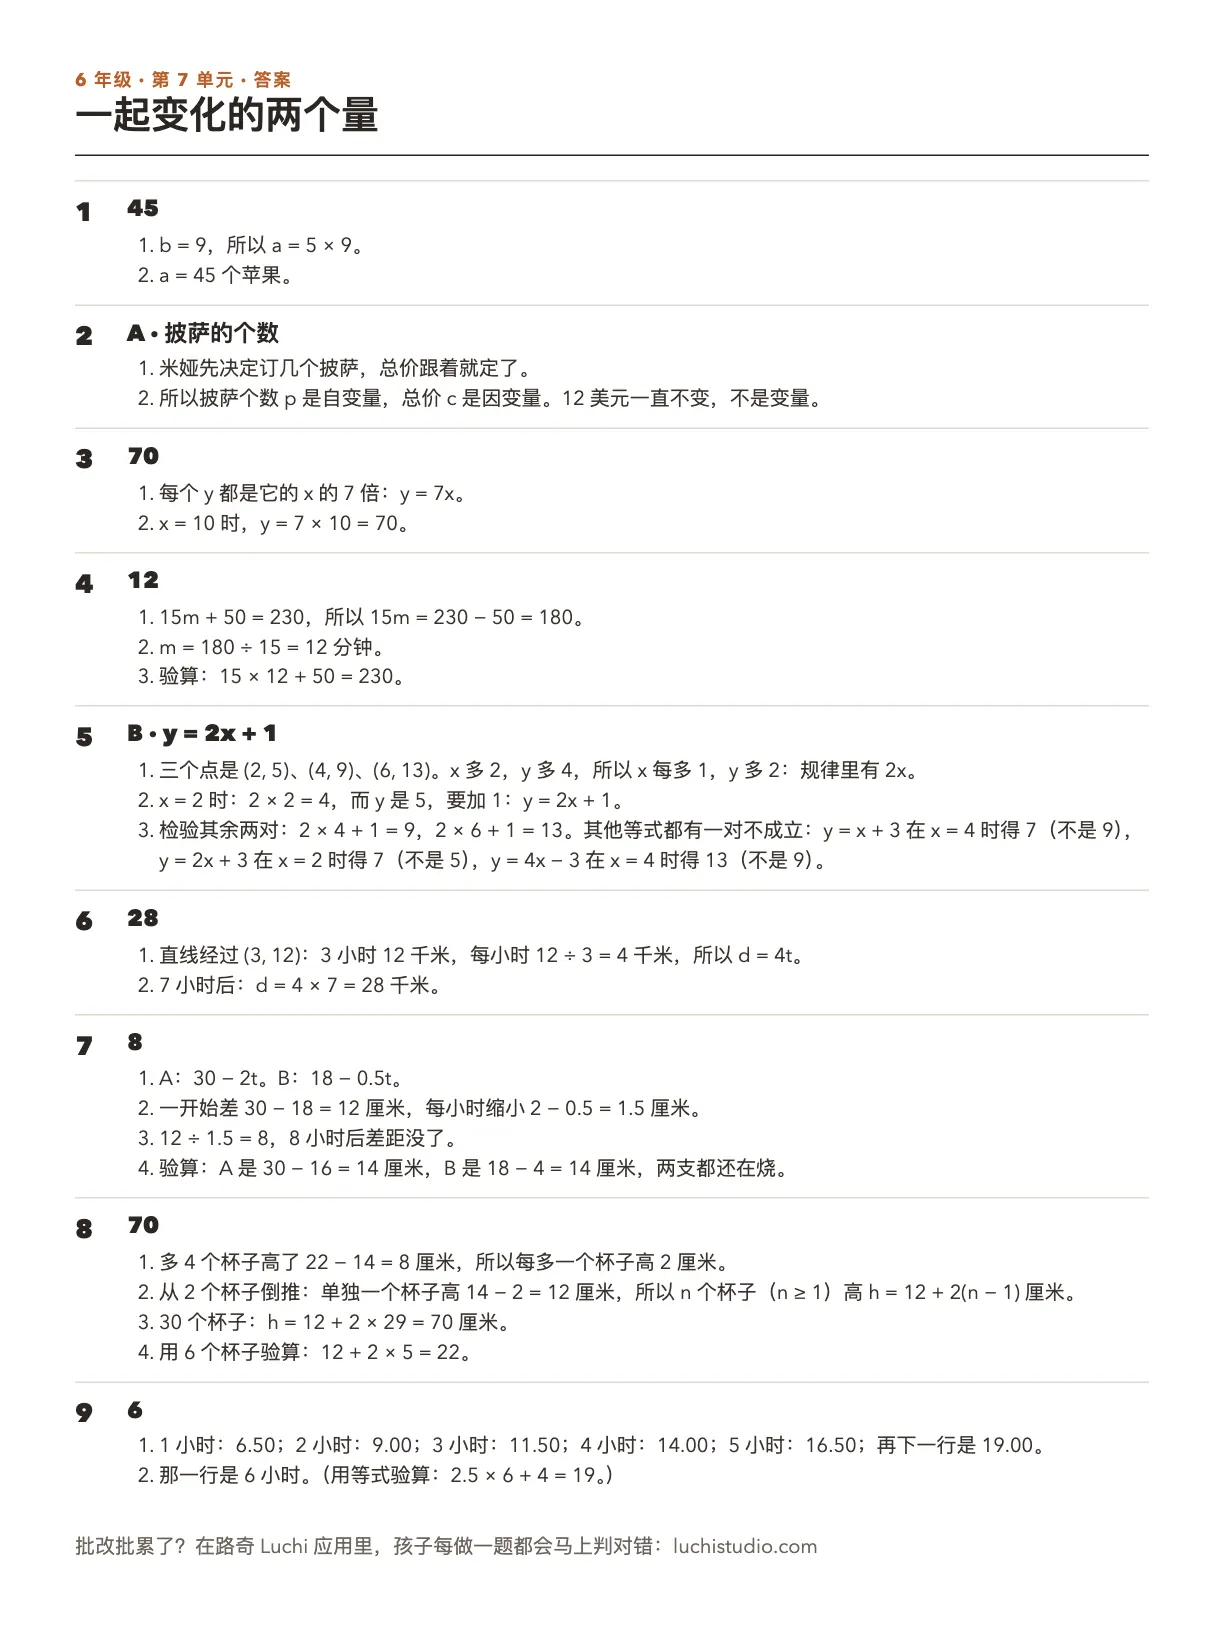 6 年级 · 第 7 单元 · 答案
一起变化的两个量
1 45
1. b = 9，所以 a = 5 × 9。
2. a = 45 个苹果。
2 A · 披萨的个数
1. 米娅先决定订几个披萨，总价跟着就定了。
2. 所以披萨个数 p 是自变量，总价 c 是因变量。12 美元一直不变，不是变量。
3 70
1. 每个 y 都是它的 x 的 7 倍：y = 7x。
2. x = 10 时，y = 7 × 10 = 70。
4 12
1. 15m + 50 = 230，所以 15m = 230 − 50 = 180。
2. m = 180 ÷ 15 = 12 分钟。
3. 验算：15 × 12 + 50 = 230。
5 B · y = 2x + 1
1. 三个点是 (2, 5)、(4, 9)、(6, 13)。x 多 2，y 多 4，所以 x 每多 1，y 多 2：规律里有 2x。
2. x = 2 时：2 × 2 = 4，而 y 是 5，要加 1：y = 2x + 1。
3. 检验其余两对：2 × 4 + 1 = 9，2 × 6 + 1 = 13。其他等式都有一对不成立：y = x + 3 在 x = 4 时得 7（不是 9），
y = 2x + 3 在 x = 2 时得 7（不是 5），y = 4x − 3 在 x = 4 时得 13（不是 9）。
6 28
1. 直线经过 (3, 12)：3 小时 12 千米，每小时 12 ÷ 3 = 4 千米，所以 d = 4t。
2. 7 小时后：d = 4 × 7 = 28 千米。
7 8
1. A：30 − 2t。B：18 − 0.5t。
2. 一开始差 30 − 18 = 12 厘米，每小时缩小 2 − 0.5 = 1.5 厘米。
3. 12 ÷ 1.5 = 8，8 小时后差距没了。
4. 验算：A 是 30 − 16 = 14 厘米，B 是 18 − 4 = 14 厘米，两支都还在烧。
8 70
1. 多 4 个杯子高了 22 − 14 = 8 厘米，所以每多一个杯子高 2 厘米。
2. 从 2 个杯子倒推：单独一个杯子高 14 − 2 = 12 厘米，所以 n 个杯子（n ≥ 1）高 h = 12 + 2(n − 1) 厘米。
3. 30 个杯子：h = 12 + 2 × 29 = 70 厘米。
4. 用 6 个杯子验算：12 + 2 × 5 = 22。
9 6
1. 1 小时：6.50；2 小时：9.00；3 小时：11.50；4 小时：14.00；5 小时：16.50；再下一行是 19.00。
2. 那一行是 6 小时。（用等式验算：2.5 × 6 + 4 = 19。）
批改批累了？在路奇 Luchi 应用里，孩子每做一题都会马上判对错：luchistudio.com